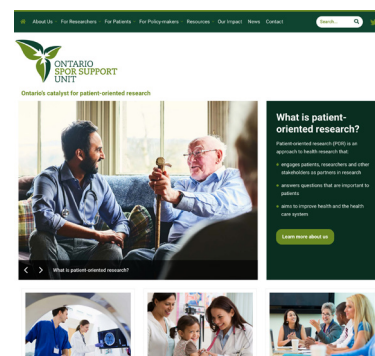 About Us For Researchers For Patients For Policy-makers Resources Our Impact News Contact Search...
ONTARIO
SPOR SUPPORT
UNIT
Ontario's catalyst for patient-oriented research
What is patient-
oriented research?
Patient-oriented research (POR) is an
approach to health research that:
engages patients, researchers and other
stakeholders as partners in research
answers questions that are important to
patients
aims to improve health and the health
care system
Learn more about us
What is patient-oriented research?